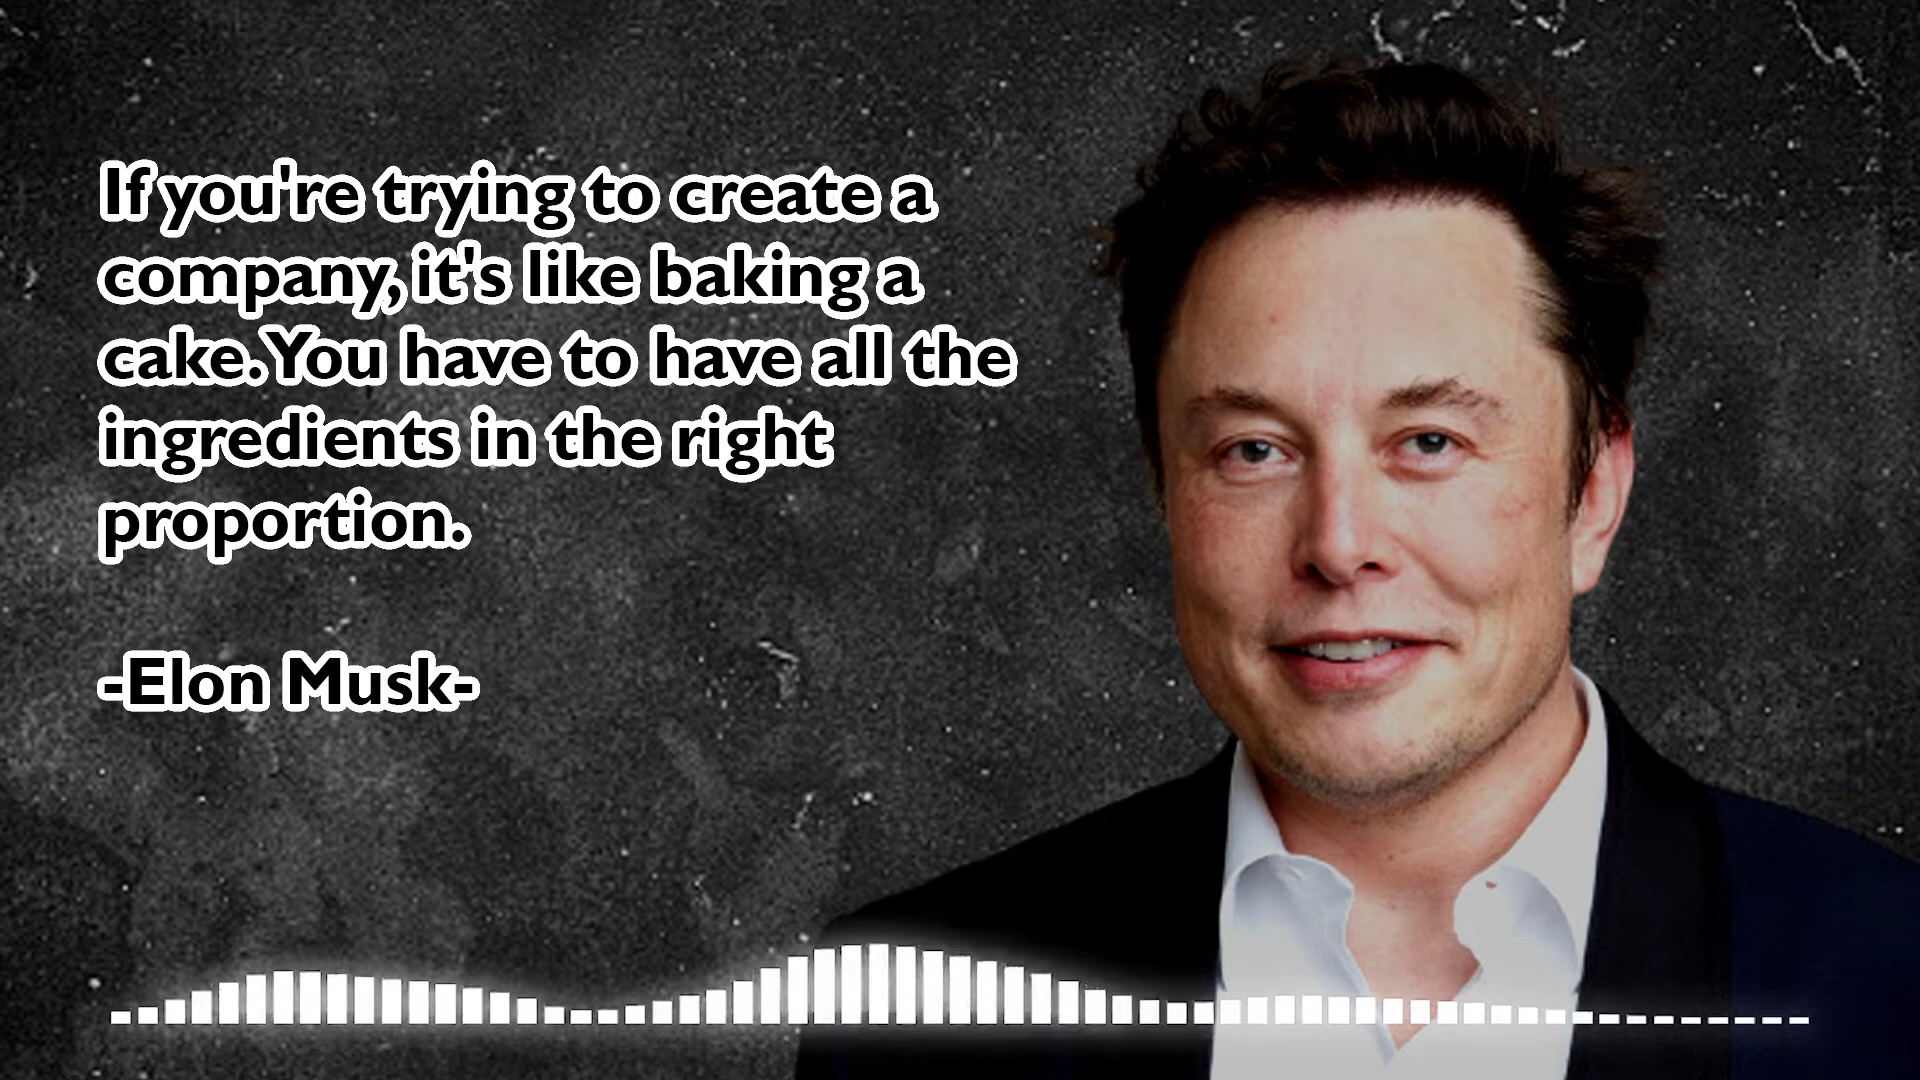 If you're trying to create a
company, it's like baking a
cake. You have to have all the
ingredients in the right
proportion.
-Elon Musk-